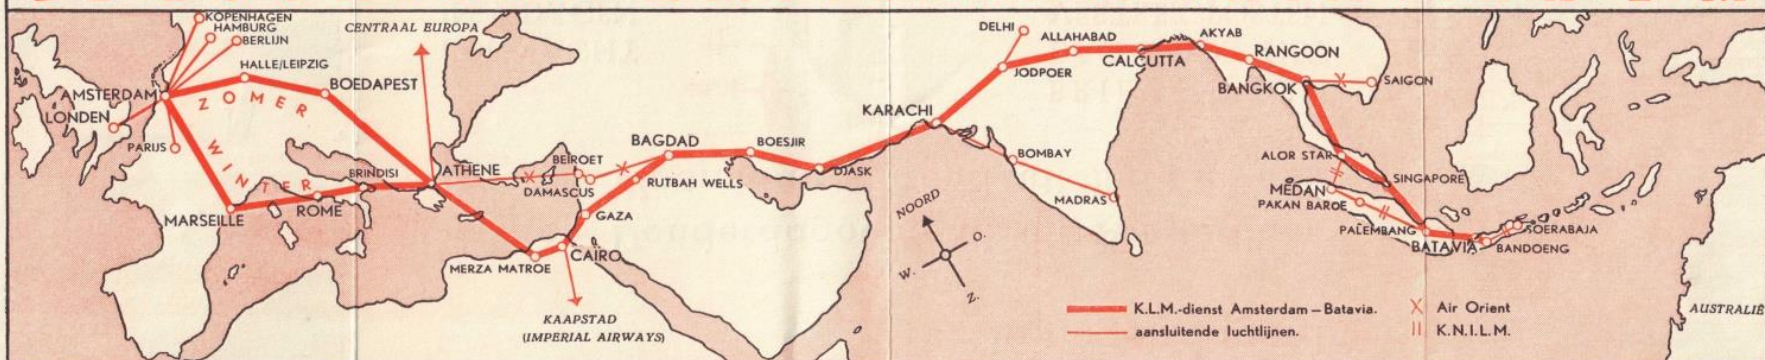 KOPENHAGEN
HAMBURG
BERLIJN
CENTRAAL EUROPA
HALLE/LEIPZIG
BOEDAPEST
AMSTERDAM
ZOMER
LONDEN
PARIJS
WINTER
BRINDISI
ATHENE
MARSEILLE
ROME
BEIROET
DAMASCUS
BAGDAD
RUTBAH WELLS
BOESJIR
DJASK
GAZA
MERZA MATROE
CAIRO
KAAPSTAD
(IMPERIAL AIRWAYS)
KARACHI
DELHI
JODPOER
ALLAHABAD
CALCUTTA
AKYAB
RANGOON
BANGKOK
SAIGON
BOMBAY
MADRAS
ALOR STAR
SINGAPORE
MEDAN
PAKAN BAROE
PALEMBANG
BATAVIA
SOERABAJA
BANDOENG
NOORD
O.
W.
Z.
K.L.M.-dienst Amsterdam – Batavia.
aansluitende luchtlijnen.
X Air Orient
|| K.N.I.L.M.
AUSTRALIË